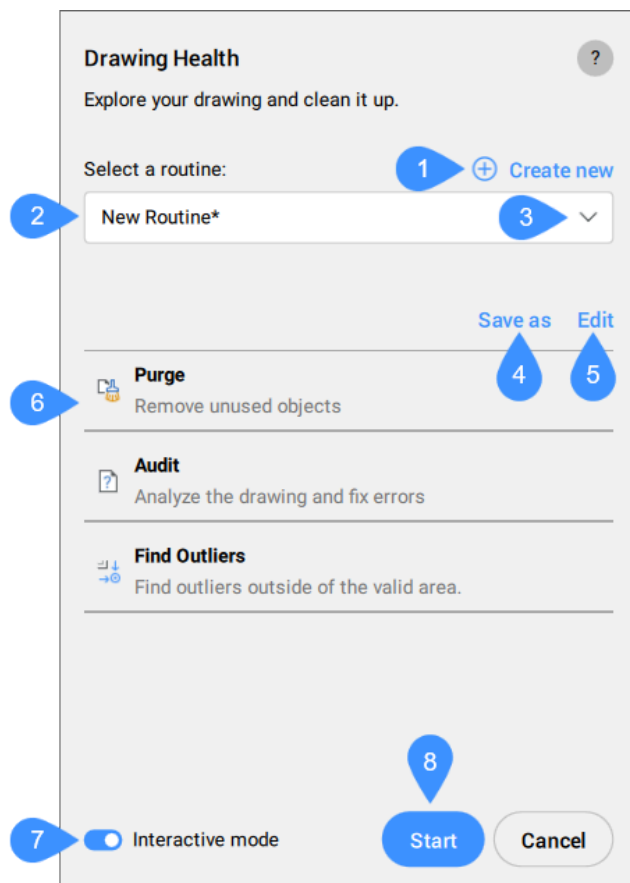 Drawing Health
?
Explore your drawing and clean it up.
Select a routine:
1
Create new
2
New Routine*
3
Save as
Edit
4
5
6
Purge
Remove unused objects
Audit
Analyze the drawing and fix errors
Find Outliers
Find outliers outside of the valid area.
8
7
Interactive mode
Start
Cancel